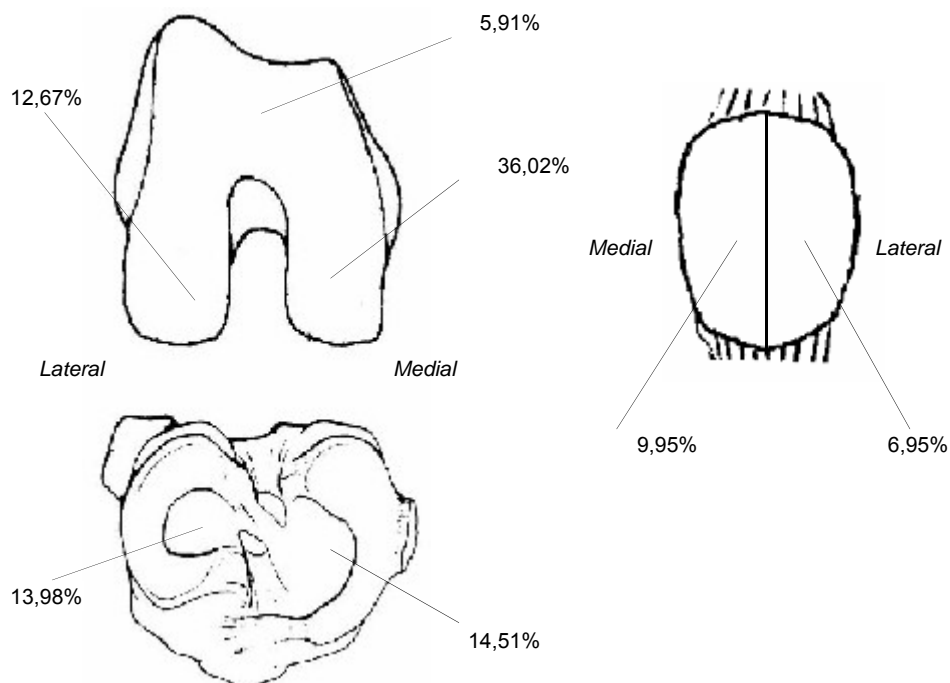 5,91%
12,67%
36,02%
Lateral
Medial
13,98%
14,51%
Medial
Lateral
9,95%
6,95%